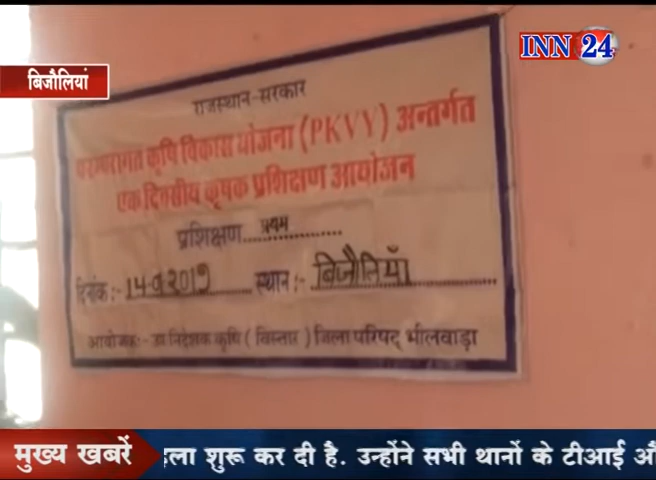 INN 24
बिजौलियां
राजस्थान-सरकार
परम्परागत कृषि विकास योजना (PKVY) अन्तर्गत
एक दिवसीय कृषक प्रशिक्षण आयोजन
प्रशिक्षण.....प्रथम.....
दिनांक:- 14-9-2019 स्थान:- बिजौलियाँ
आयोजक:- उप निदेशक कृषि ( विस्तार ) जिला परिषद् भीलवाड़ा
मुख्य खबरें
शुरू कर दी है. उन्होंने सभी थानों के टीआई